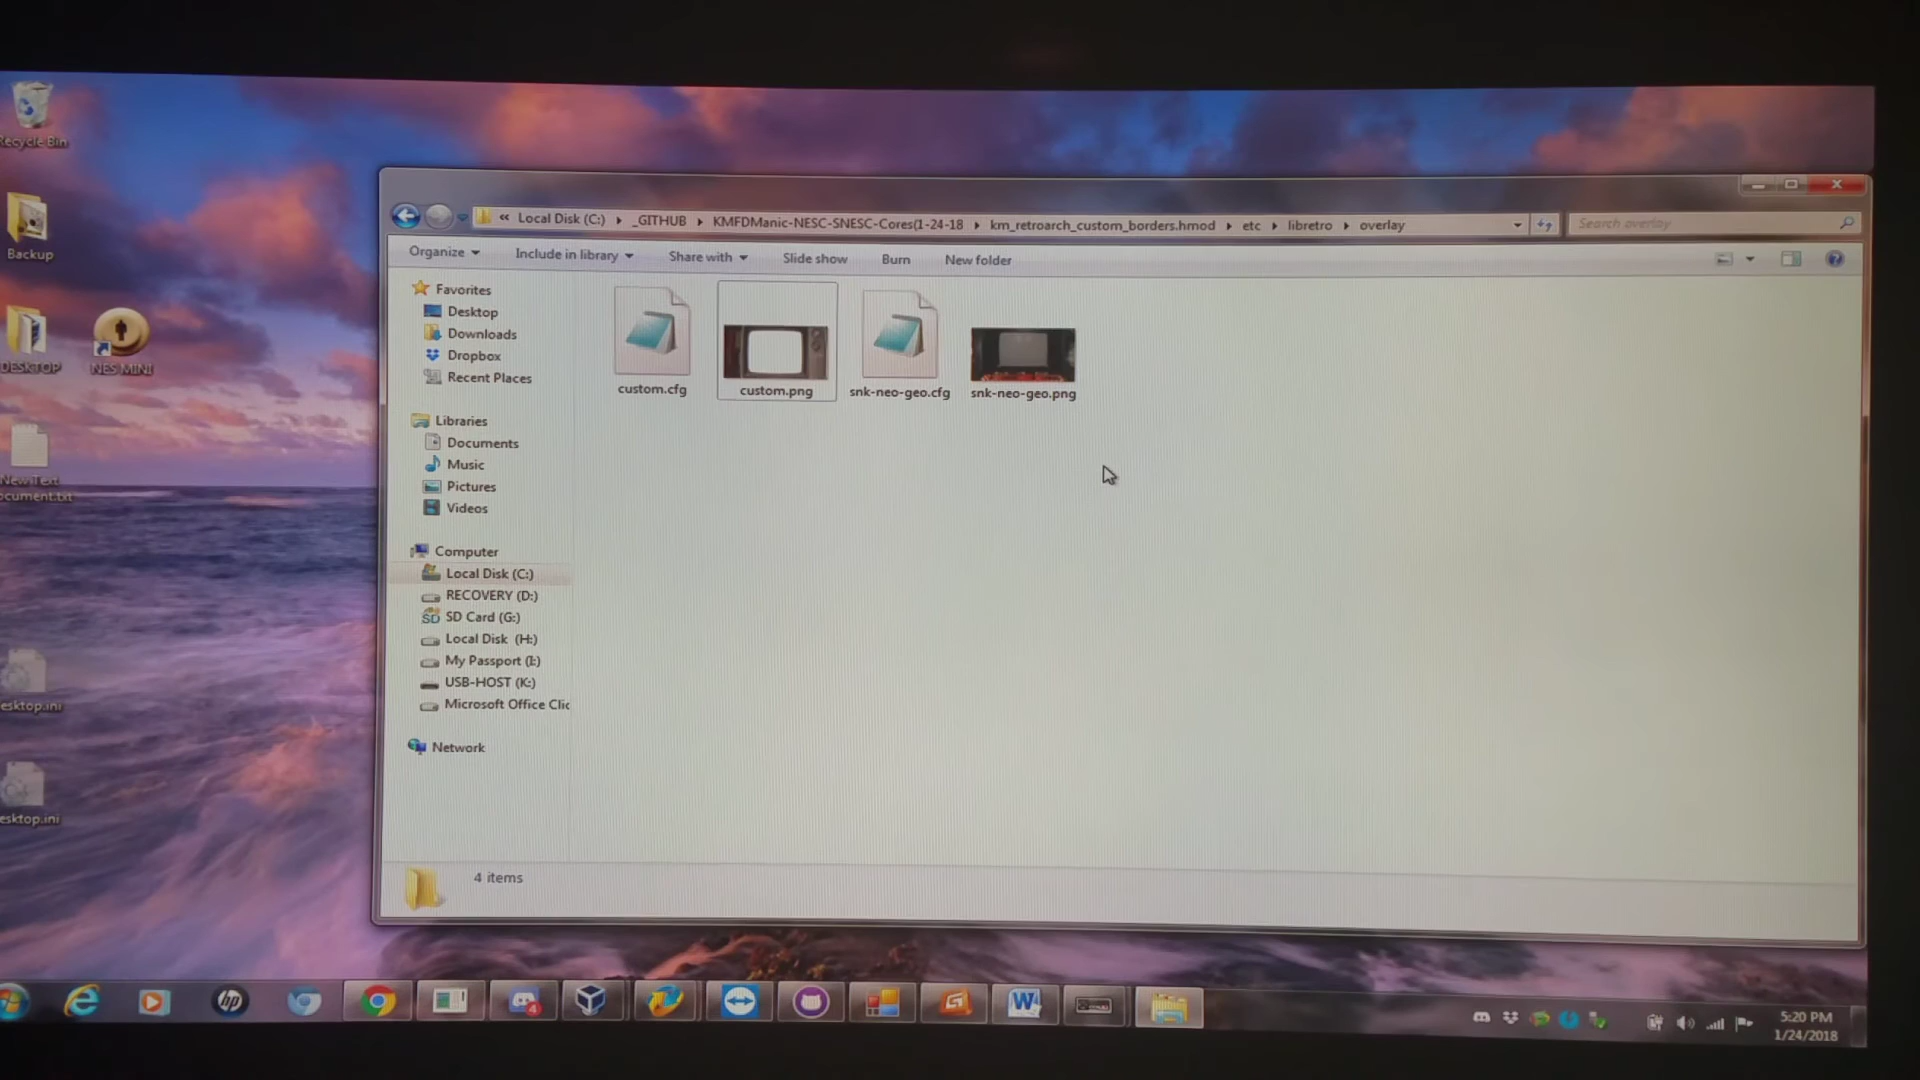 Recycle Bin
Backup
DESKTOP
NES MINI
New Text
ocument.txt
esktop.ini
esktop.ini
« Local Disk (C:) ▸ _GITHUB ▸ KMFDManic-NESC-SNESC-Cores(1-24-18 ▸ km_retroarch_custom_borders.hmod ▸ etc ▸ libretro ▸ overlay
Search overlay
Organize
Include in library
Share with
Slide show
Burn
New folder
Favorites
Desktop
Downloads
Dropbox
Recent Places
Libraries
Documents
Music
Pictures
Videos
Computer
Local Disk (C:)
RECOVERY (D:)
SD Card (G:)
Local Disk (H:)
My Passport (I:)
USB-HOST (K:)
Microsoft Office Clic
Network
custom.cfg
custom.png
snk-neo-geo.cfg
snk-neo-geo.png
4 items
hp
4
W
5:20 PM
1/24/2018